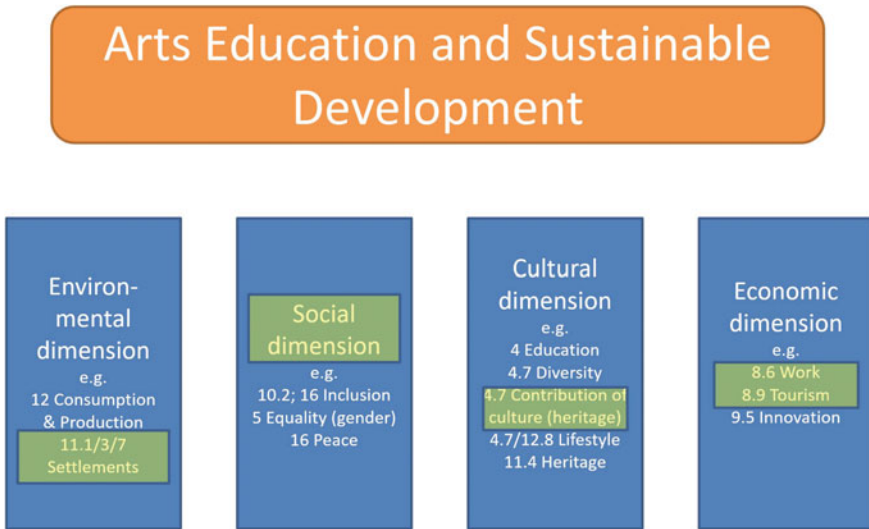 Arts Education and Sustainable
Development
Environ-
mental
dimension
e.g.
12 Consumption
& Production
11.1/3/7
Settlements
Social
dimension
e.g.
10.2; 16 Inclusion
5 Equality (gender)
16 Peace
Cultural
dimension
e.g.
4 Education
4.7 Diversity
4.7 Contribution of
culture (heritage)
4.7/12.8 Lifestyle
11.4 Heritage
Economic
dimension
e.g.
8.6 Work
8.9 Tourism
9.5 Innovation